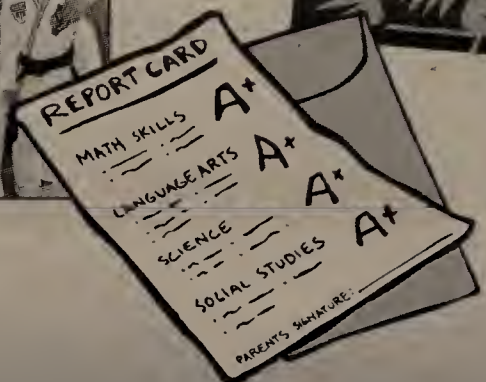 REPORT CARD
MATH SKILLS A+
LANGUAGE ARTS A+
SCIENCE A+
SOCIAL STUDIES A+
PARENTS SIGNATURE: